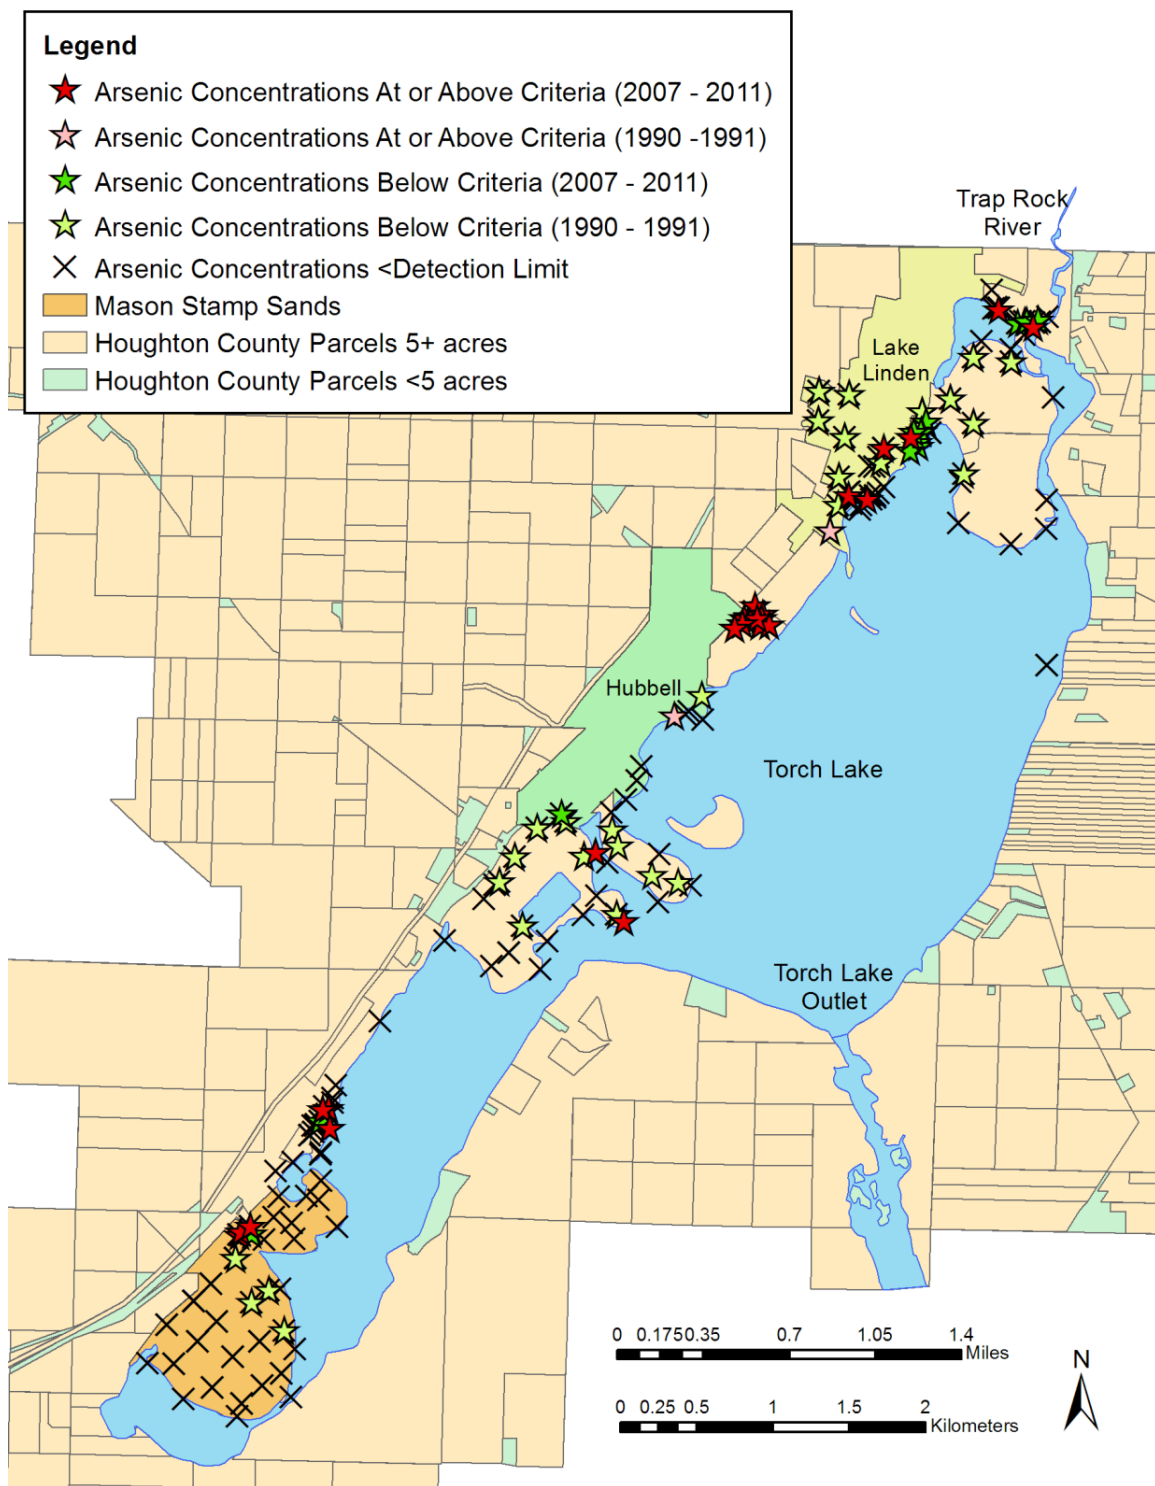 Legend
Arsenic Concentrations At or Above Criteria (2007 - 2011)
Arsenic Concentrations At or Above Criteria (1990 -1991)
Arsenic Concentrations Below Criteria (2007 - 2011)
Arsenic Concentrations Below Criteria (1990 - 1991)
Arsenic Concentrations <Detection Limit
Mason Stamp Sands
Houghton County Parcels 5+ acres
Houghton County Parcels <5 acres
Trap Rock
River
Lake
Linden
Hubbell
Torch Lake
Torch Lake
Outlet
0 0.175 0.35 0.7 1.05 1.4
Miles
0 0.25 0.5 1 1.5 2
Kilometers
N